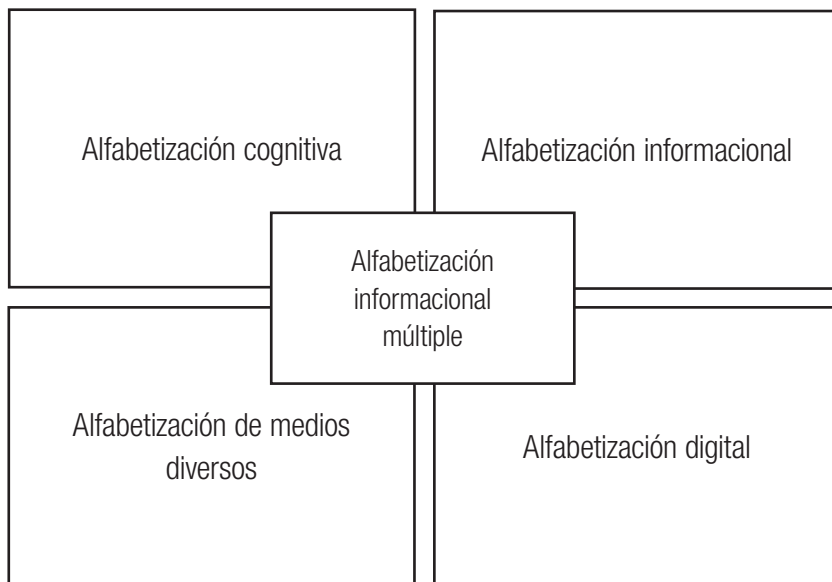 Alfabetización cognitiva
Alfabetización informacional
Alfabetización
informacional
múltiple
Alfabetización de medios
diversos
Alfabetización digital